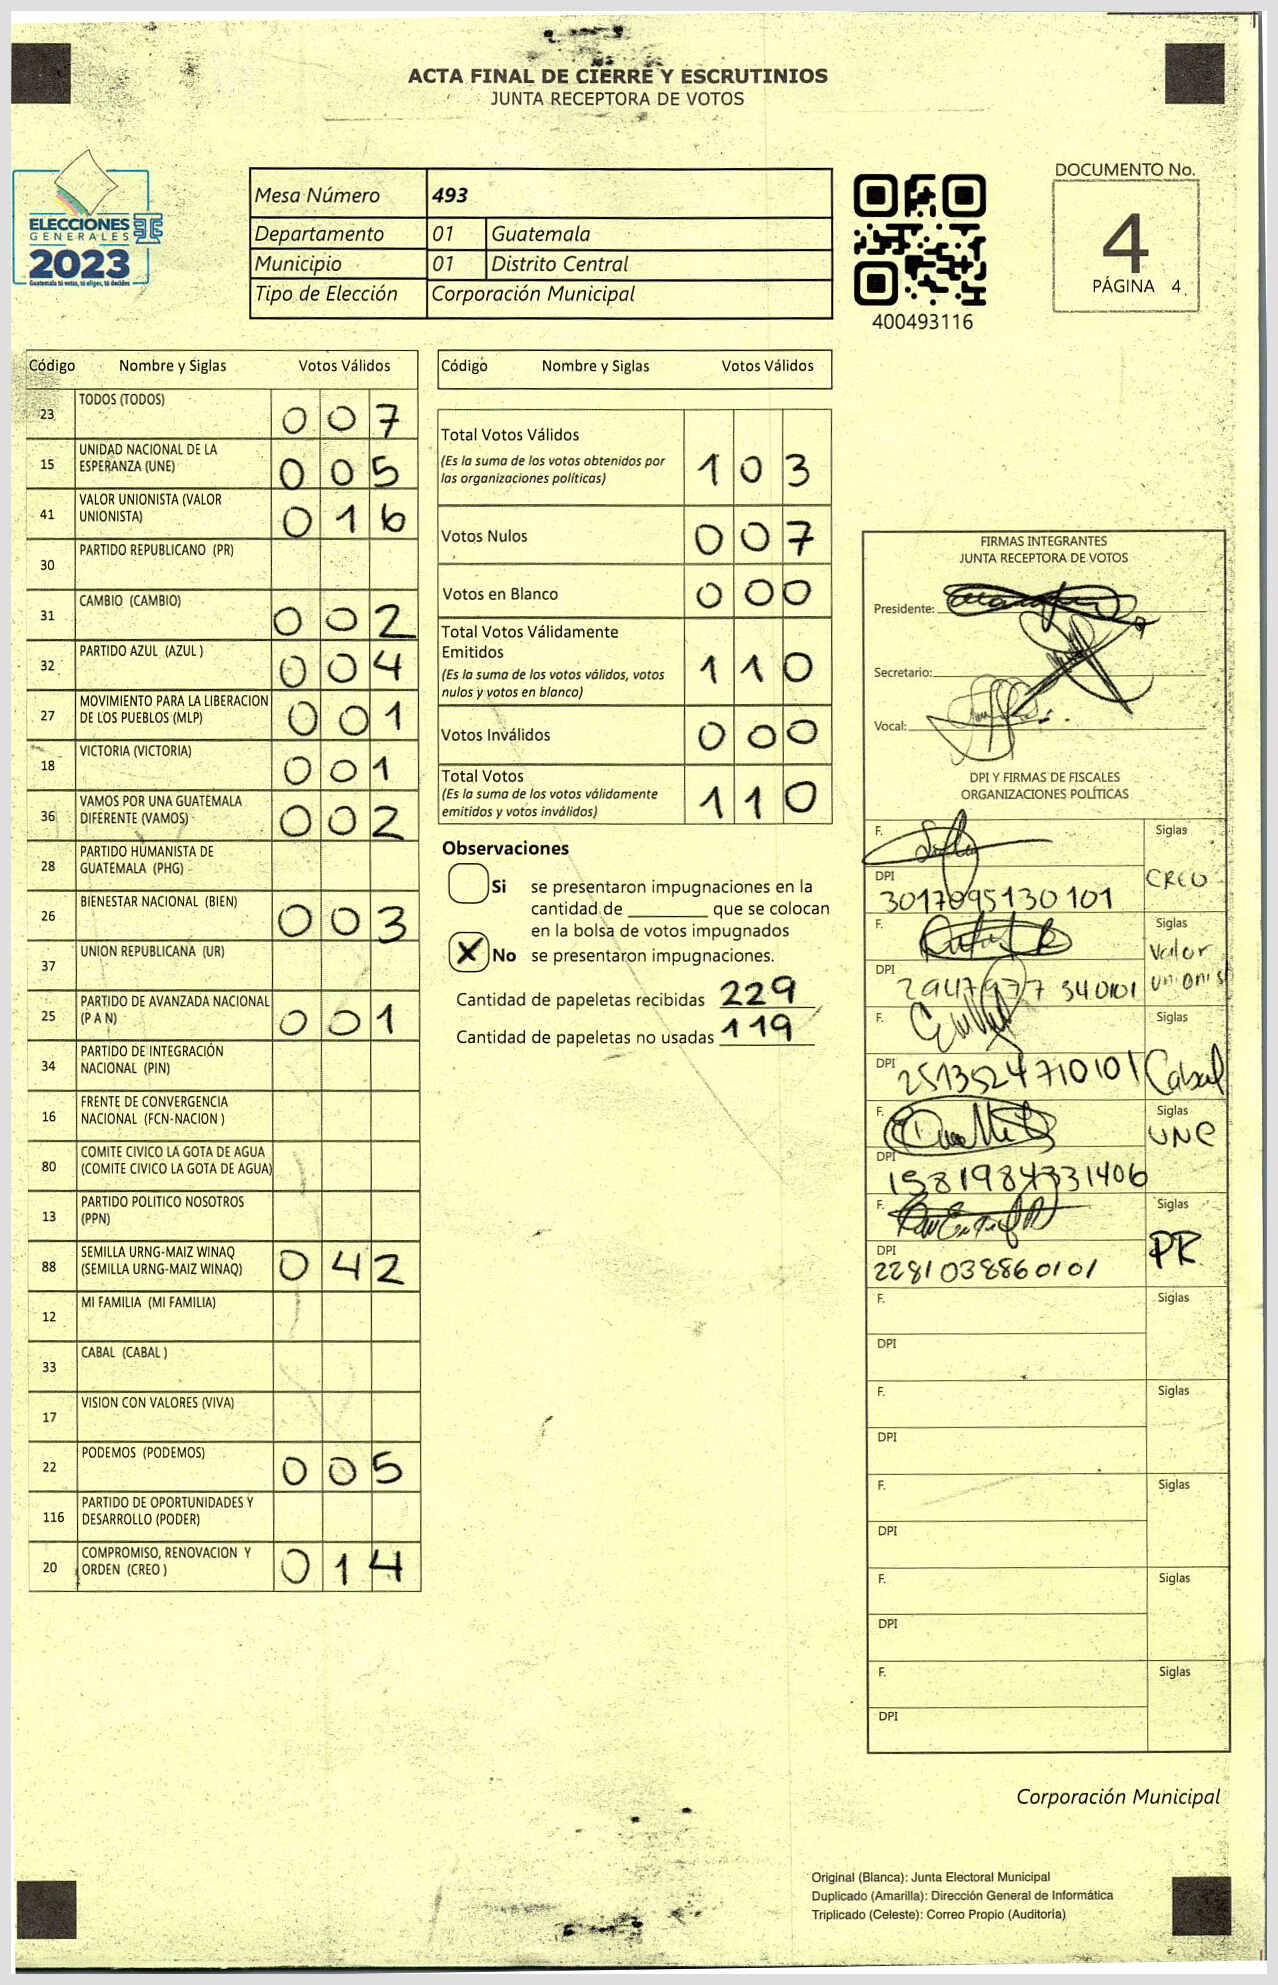 ACTA FINAL DE CIERRE Y ESCRUTINIOS
JUNTA RECEPTORA DE VOTOS
ELECCIONES
GENERALES
2023
Guatemala tú votas, tú eliges, tú decides
Mesa Número 493
Departamento 01 Guatemala
Municipio 01 Distrito Central
Tipo de Elección Corporación Municipal
400493116
DOCUMENTO No.
4
PÁGINA 4
Código Nombre y Siglas Votos Válidos
23 TODOS (TODOS) 0 0 7
15 UNIDAD NACIONAL DE LA ESPERANZA (UNE) 0 0 5
41 VALOR UNIONISTA (VALOR UNIONISTA) 0 1 6
30 PARTIDO REPUBLICANO (PR)
31 CAMBIO (CAMBIO) 0 0 2
32 PARTIDO AZUL (AZUL ) 0 0 4
27 MOVIMIENTO PARA LA LIBERACION DE LOS PUEBLOS (MLP) 0 0 1
18 VICTORIA (VICTORIA) 0 0 1
36 VAMOS POR UNA GUATEMALA DIFERENTE (VAMOS) 0 0 2
28 PARTIDO HUMANISTA DE GUATEMALA (PHG)
26 BIENESTAR NACIONAL (BIEN) 0 0 3
37 UNION REPUBLICANA (UR)
25 PARTIDO DE AVANZADA NACIONAL (P A N) 0 0 1
34 PARTIDO DE INTEGRACIÓN NACIONAL (PIN)
16 FRENTE DE CONVERGENCIA NACIONAL (FCN-NACION )
80 COMITE CIVICO LA GOTA DE AGUA (COMITE CIVICO LA GOTA DE AGUA)
13 PARTIDO POLITICO NOSOTROS (PPN)
88 SEMILLA URNG-MAIZ WINAQ (SEMILLA URNG-MAIZ WINAQ) 0 4 2
12 MI FAMILIA (MI FAMILIA)
33 CABAL (CABAL )
17 VISION CON VALORES (VIVA)
22 PODEMOS (PODEMOS) 0 0 5
116 PARTIDO DE OPORTUNIDADES Y DESARROLLO (PODER)
20 COMPROMISO, RENOVACION Y ORDEN (CREO ) 0 1 4
Código Nombre y Siglas Votos Válidos
Total Votos Válidos 1 0 3
(Es la suma de los votos obtenidos por
las organizaciones políticas)
Votos Nulos 0 0 7
Votos en Blanco 0 0 0
Total Votos Válidamente
Emitidos 1 1 0
(Es la suma de los votos válidos, votos
nulos y votos en blanco)
Votos Inválidos 0 0 0
Total Votos 1 1 0
(Es la suma de los votos válidamente
emitidos y votos inválidos)
Observaciones
Si se presentaron impugnaciones en la
cantidad de ________ que se colocan
en la bolsa de votos impugnados
X No se presentaron impugnaciones.
Cantidad de papeletas recibidas 229
Cantidad de papeletas no usadas 119
FIRMAS INTEGRANTES
JUNTA RECEPTORA DE VOTOS
Presidente:
Secretario:
Vocal:
DPI Y FIRMAS DE FISCALES
ORGANIZACIONES POLÍTICAS
F. Siglas
DPI 3017095130101 CREO
F. Siglas
DPI 2947977340101 Valor Unionis
F. Siglas
DPI 2513524710101 Cabal
F. Siglas
DPI 1581984331406 UNE
F. Siglas
DPI 2281038860101 PR
F. Siglas
DPI
F. Siglas
DPI
F. Siglas
DPI
F. Siglas
DPI
F. Siglas
DPI
Corporación Municipal
Original (Blanca): Junta Electoral Municipal
Duplicado (Amarilla): Dirección General de Informática
Triplicado (Celeste): Correo Propio (Auditoria)